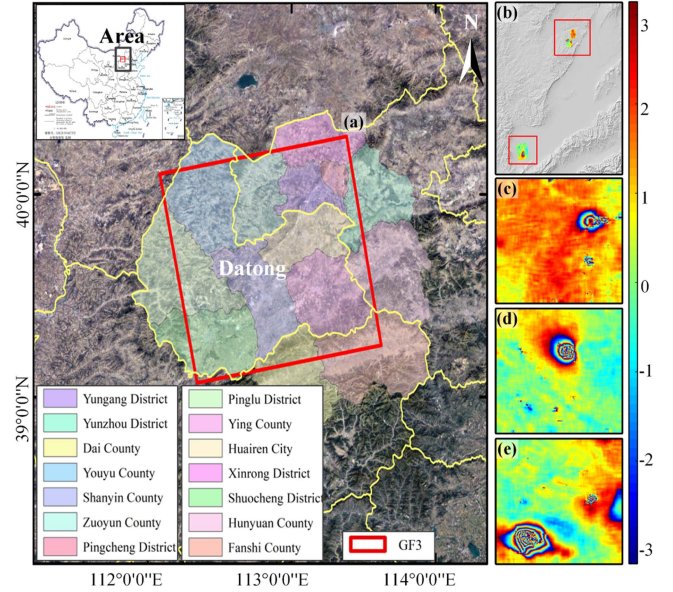 Area
N
(a)
Datong
40°0'0"N
39°0'0"N
Yungang District
Yunzhou District
Dai County
Youyu County
Shanyin County
Zuoyun County
Pingcheng District
Pinglu District
Ying County
Huairen City
Xinrong District
Shuocheng District
Hunyuan County
Fanshi County
GF3
112°0'0"E
113°0'0"E
114°0'0"E
(b)
(c)
(d)
(e)
3
2
1
0
-1
-2
-3